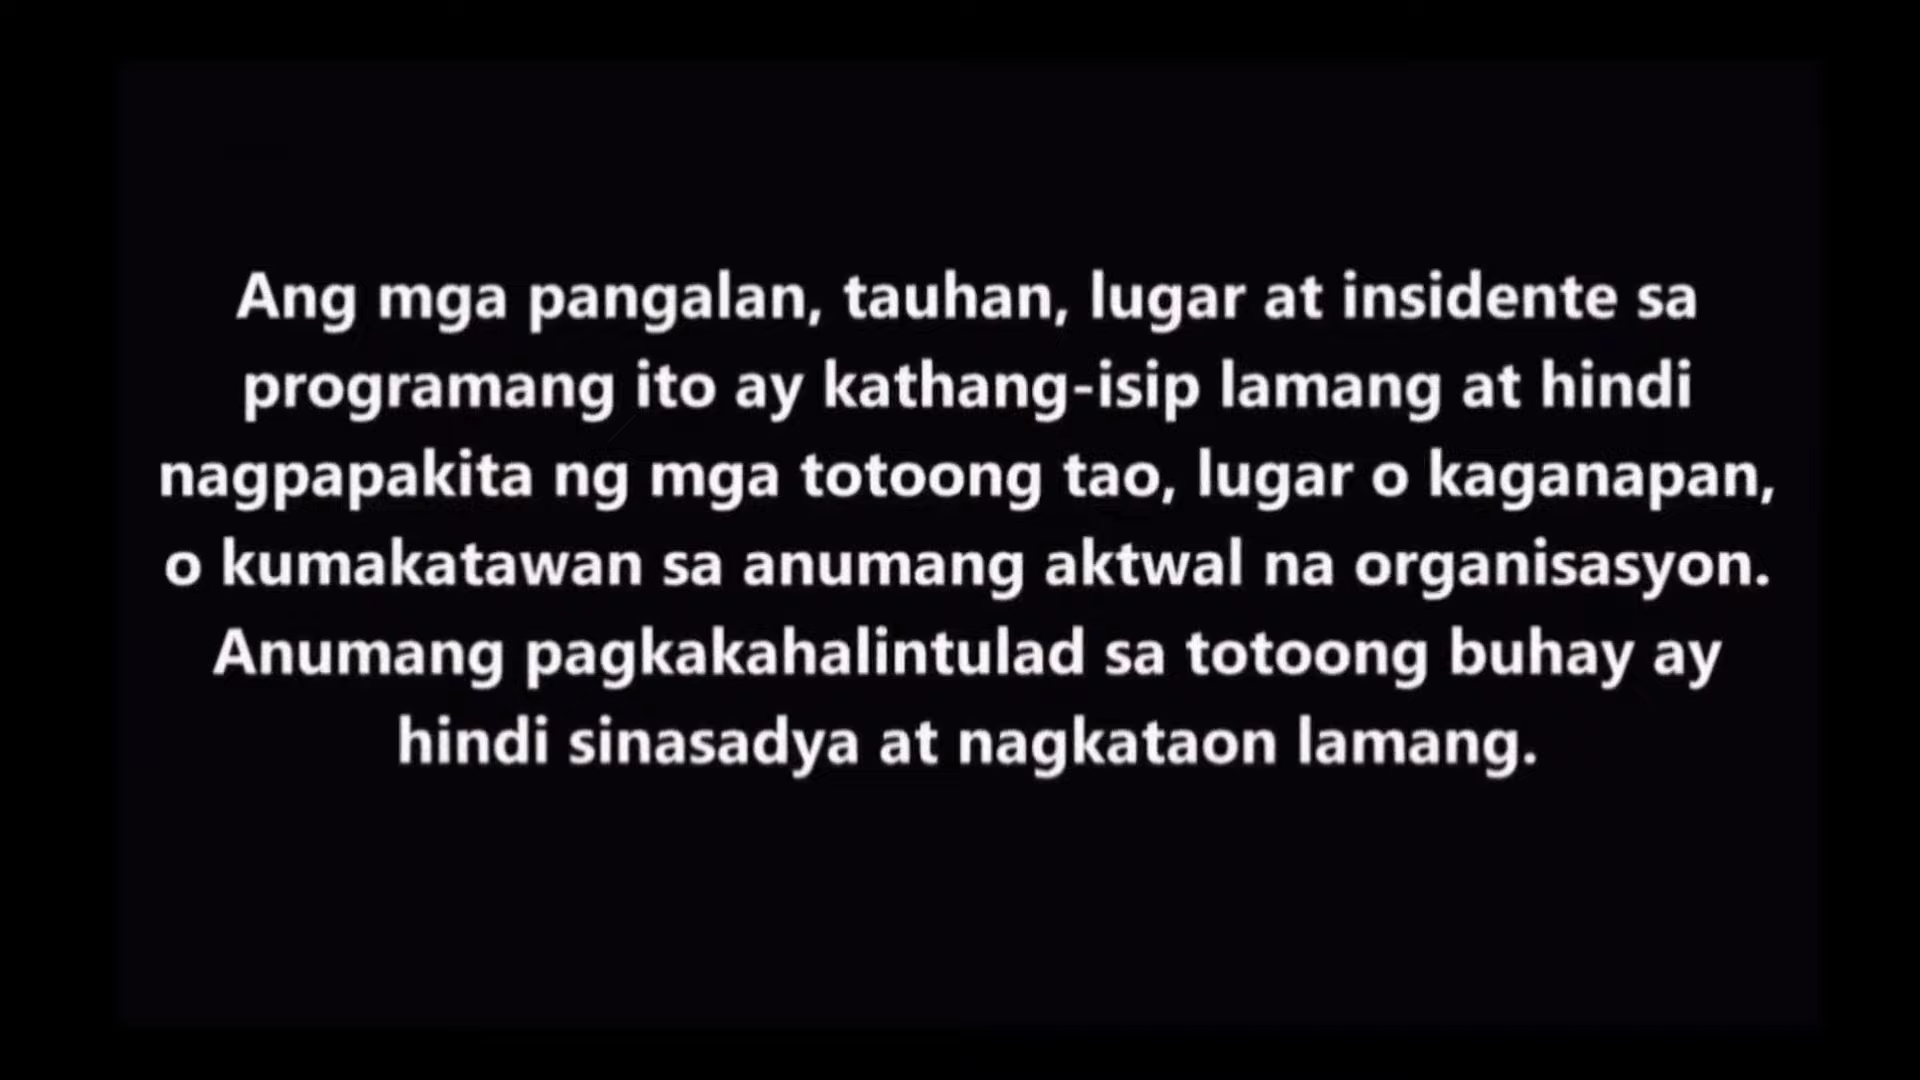 Ang mga pangalan, tauhan, lugar at insidente sa
programang ito ay kathang-isip lamang at hindi
nagpapakita ng mga totoong tao, lugar o kaganapan,
o kumakatawan sa anumang aktwal na organisasyon.
Anumang pagkakahalintulad sa totoong buhay ay
hindi sinasadya at nagkataon lamang.